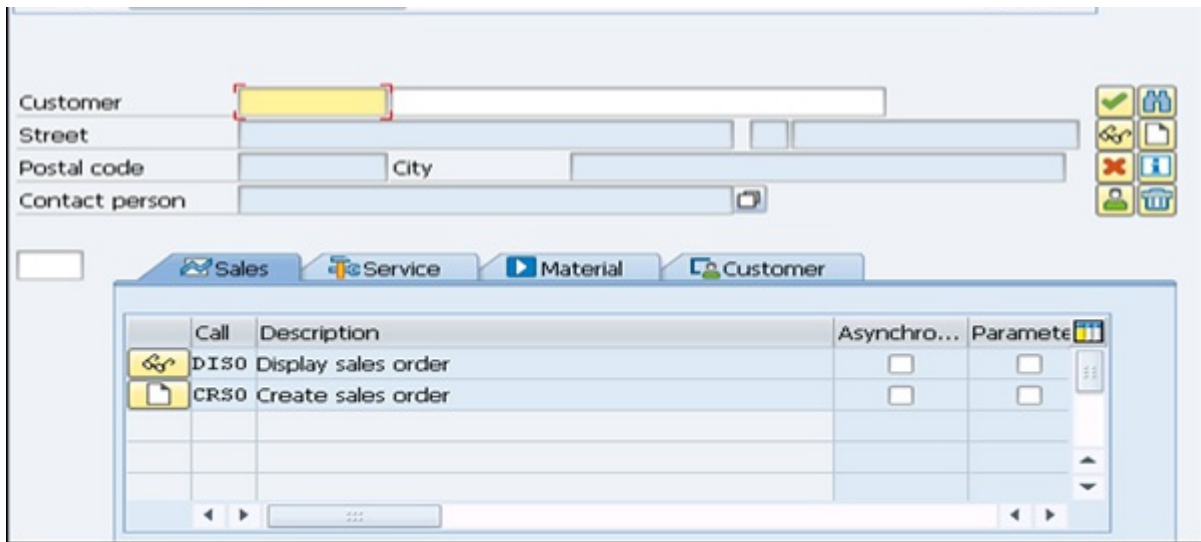 Customer
Street
Postal code City
Contact person
Sales Service Material Customer
Call Description Asynchro... Paramete
DISO Display sales order
CRSO Create sales order